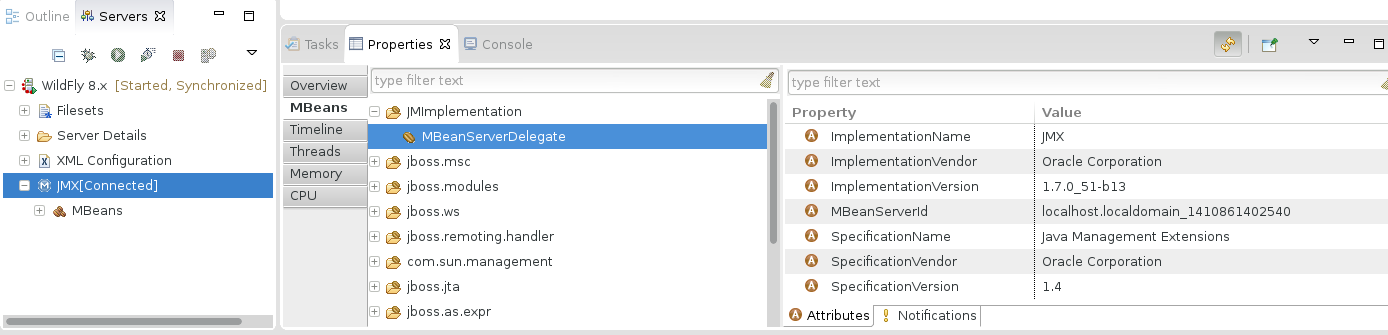 Outline Servers
WildFly 8.x [Started, Synchronized]
Filesets
Server Details
XML Configuration
JMX[Connected]
MBeans
Tasks Properties Console
Overview
MBeans
Timeline
Threads
Memory
CPU
type filter text
JMImplementation
MBeanServerDelegate
jboss.msc
jboss.modules
jboss.ws
jboss.remoting.handler
com.sun.management
jboss.jta
jboss.as.expr
type filter text
Property Value
ImplementationName JMX
ImplementationVendor Oracle Corporation
ImplementationVersion 1.7.0_51-b13
MBeanServerId localhost.localdomain_1410861402540
SpecificationName Java Management Extensions
SpecificationVendor Oracle Corporation
SpecificationVersion 1.4
Attributes Notifications